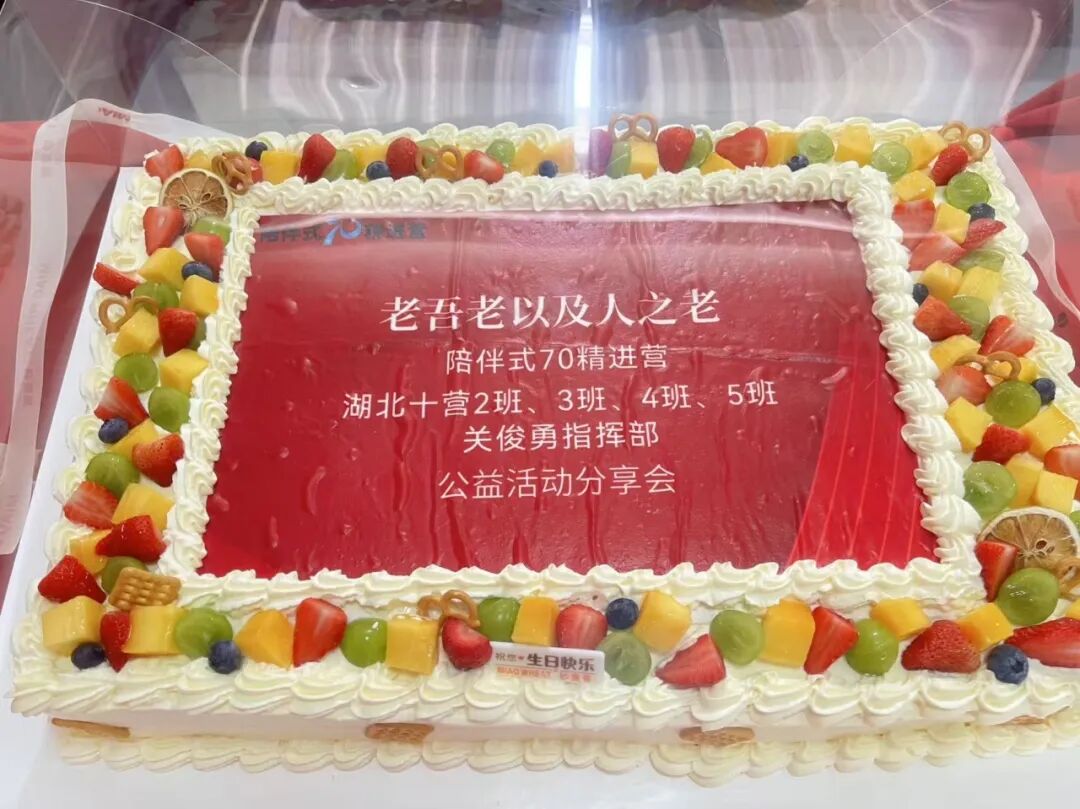 陪伴式70精进营
老吾老以及人之老
陪伴式70精进营
湖北十营2班、3班、4班、5班
关俊勇指挥部
公益活动分享会
祝您 生日快乐